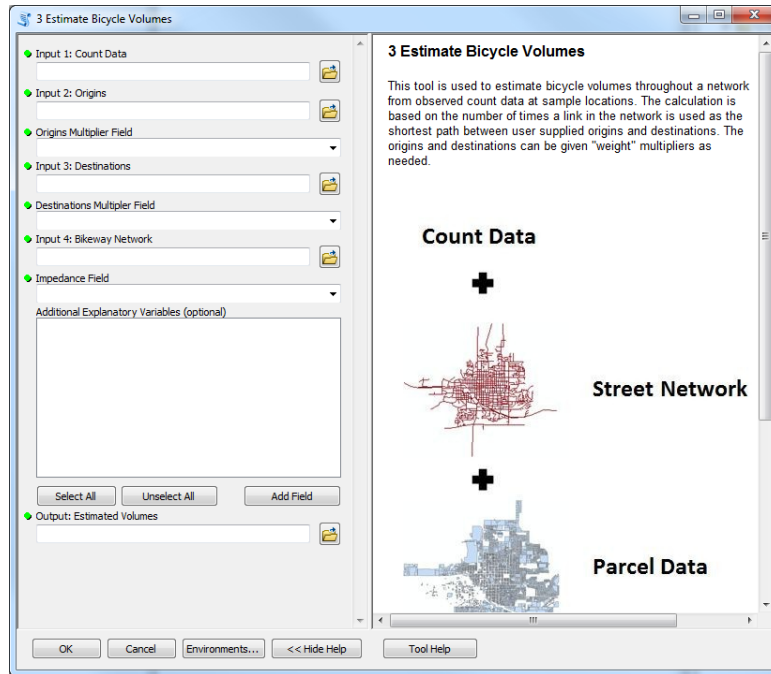 3 Estimate Bicycle Volumes
Input 1: Count Data
Input 2: Origins
Origins Multiplier Field
Input 3: Destinations
Destinations Multipler Field
Input 4: Bikeway Network
Impedance Field
Additional Explanatory Variables (optional)
Select All
Unselect All
Add Field
Output: Estimated Volumes
3 Estimate Bicycle Volumes
This tool is used to estimate bicycle volumes throughout a network
from observed count data at sample locations. The calculation is
based on the number of times a link in the network is used as the
shortest path between user supplied origins and destinations. The
origins and destinations can be given "weight" multipliers as
needed.
Count Data
Street Network
Parcel Data
OK
Cancel
Environments...
<< Hide Help
Tool Help